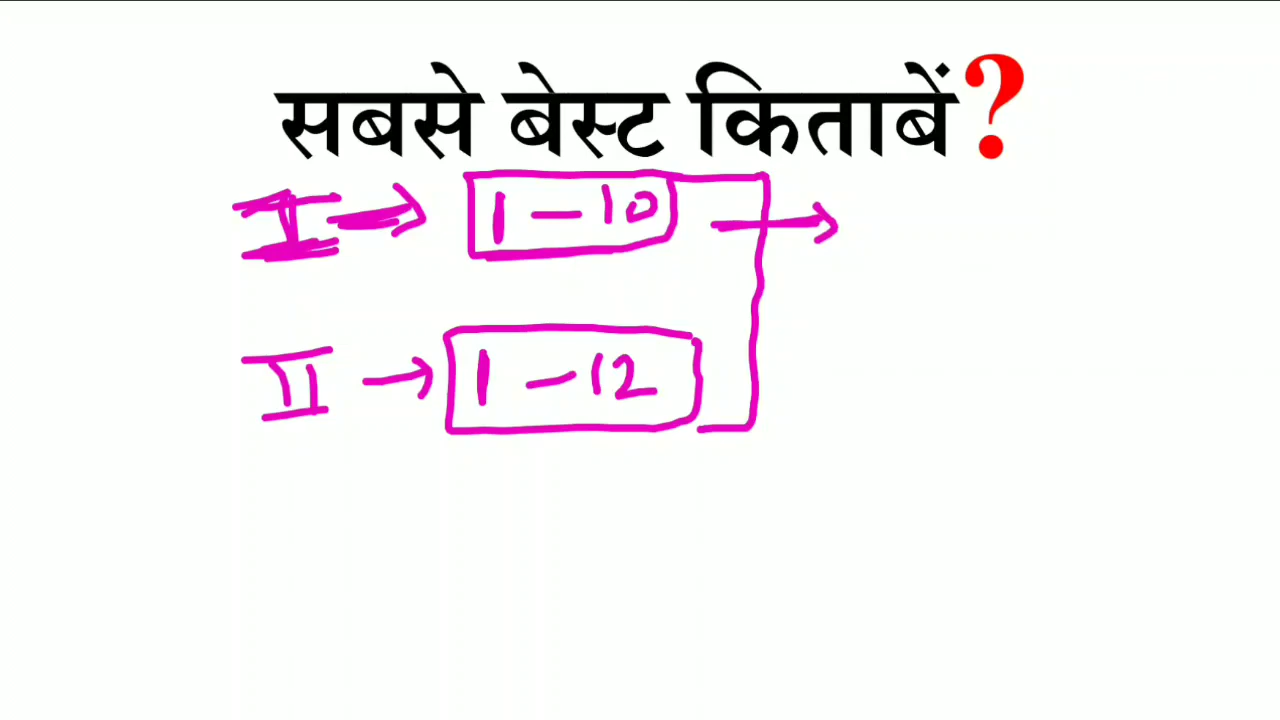 सबसे बेस्ट किताबें?
I → 1 - 10 →
II → 1 - 12